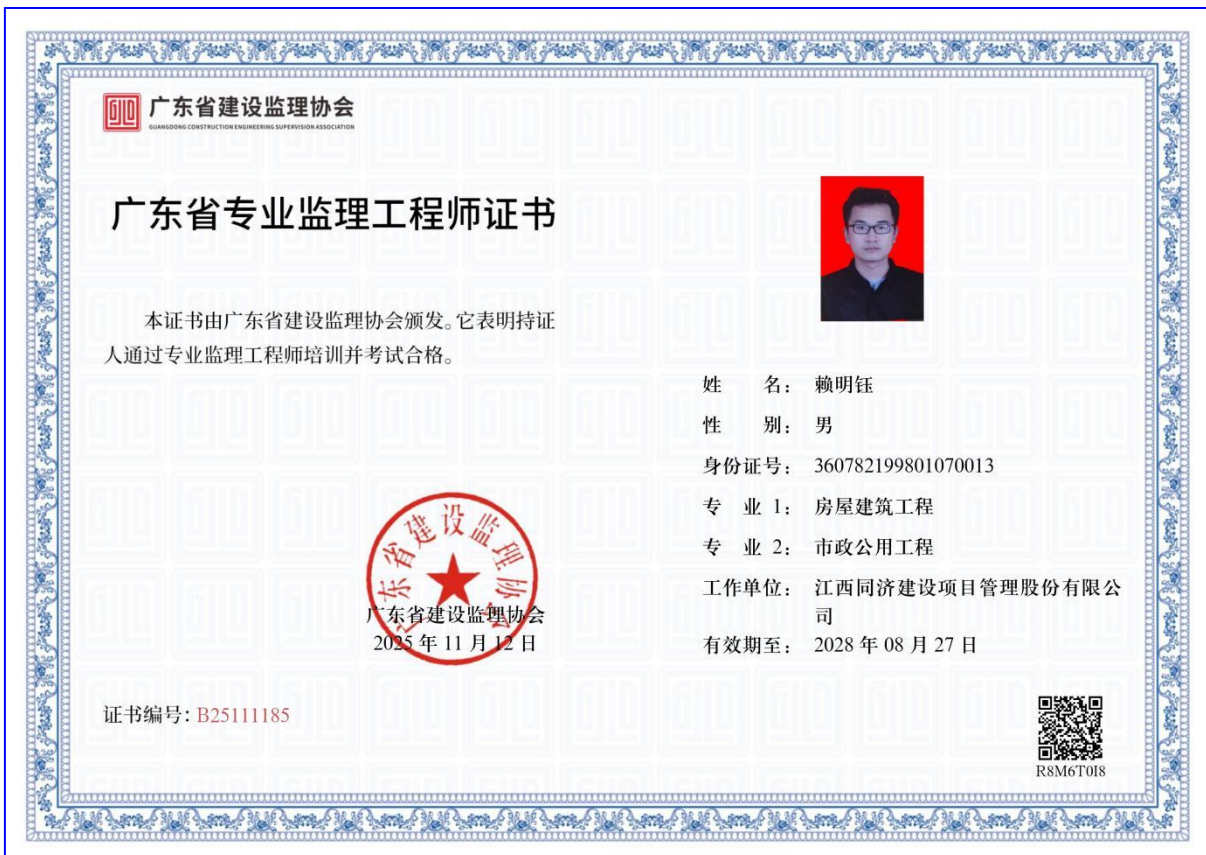 广东省建设监理协会
GUANGDONG CONSTRUCTION ENGINEERING SUPERVISION ASSOCIATION
广东省专业监理工程师证书
本证书由广东省建设监理协会颁发。它表明持证
人通过专业监理工程师培训并考试合格。
姓 名： 赖明钰
性 别： 男
身份证号： 360782199801070013
专 业 1： 房屋建筑工程
专 业 2： 市政公用工程
工作单位： 江西同济建设项目管理股份有限公
司
有效期至： 2028 年 08 月 27 日
广东省建设监理协会
广东省建设监理协会
2025 年 11 月 12 日
证书编号: B25111185
R8M6T0I8